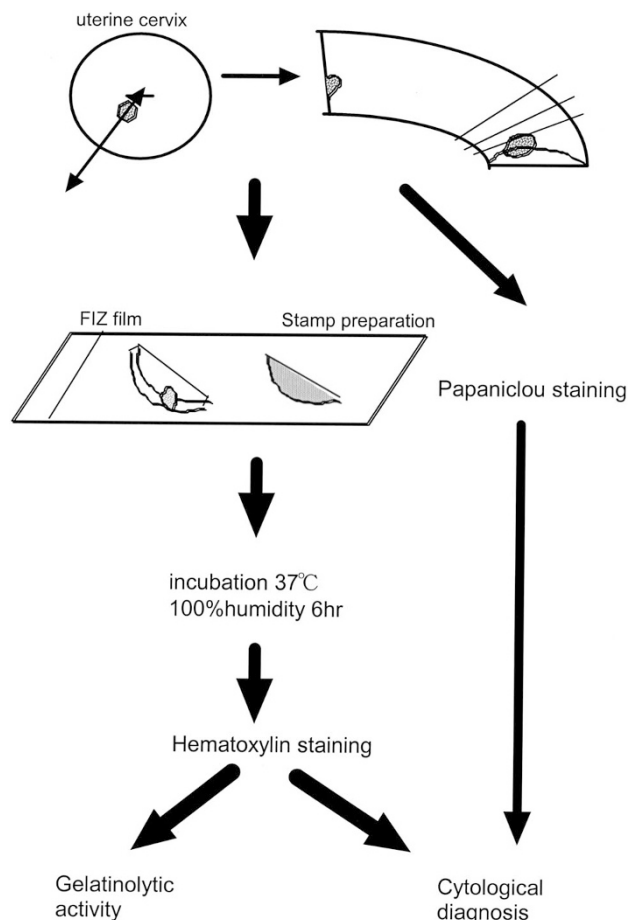 uterine cervix
FIZ film
Stamp preparation
Papaniclou staining
incubation 37℃
100%humidity 6hr
Hematoxylin staining
Gelatinolytic
activity
Cytological
diagnosis